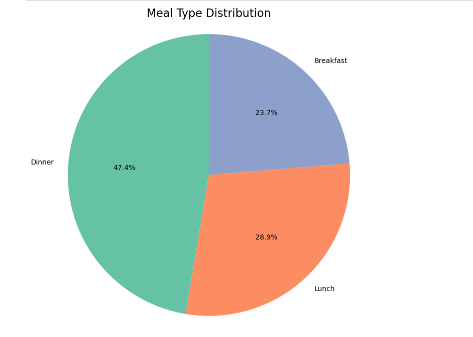 Meal Type Distribution
Breakfast
23.7%
Dinner
47.4%
28.9%
Lunch